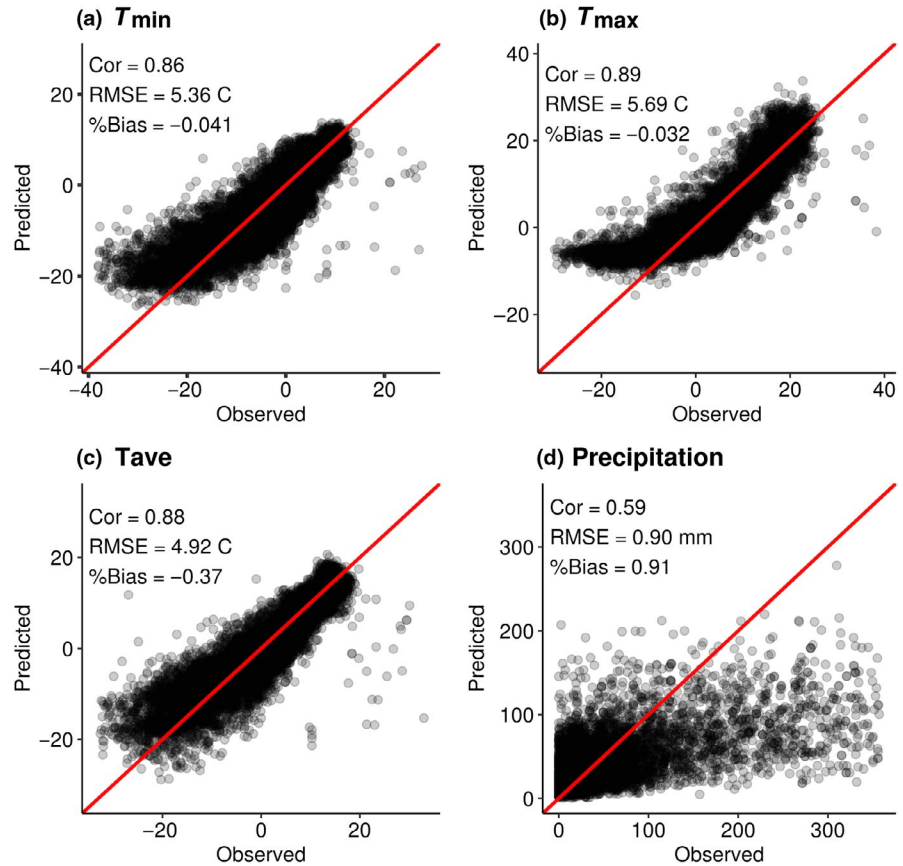 (a) Tmin
Cor = 0.86
RMSE = 5.36 C
%Bias = −0.041
20
0
−20
−40
Predicted
−40
−20
0
20
Observed
(b) Tmax
Cor = 0.89
RMSE = 5.69 C
%Bias = −0.032
40
20
0
−20
Predicted
−20
0
20
40
Observed
(c) Tave
Cor = 0.88
RMSE = 4.92 C
%Bias = −0.37
20
0
−20
Predicted
−20
0
20
Observed
(d) Precipitation
Cor = 0.59
RMSE = 0.90 mm
%Bias = 0.91
300
200
100
0
Predicted
0
100
200
300
Observed